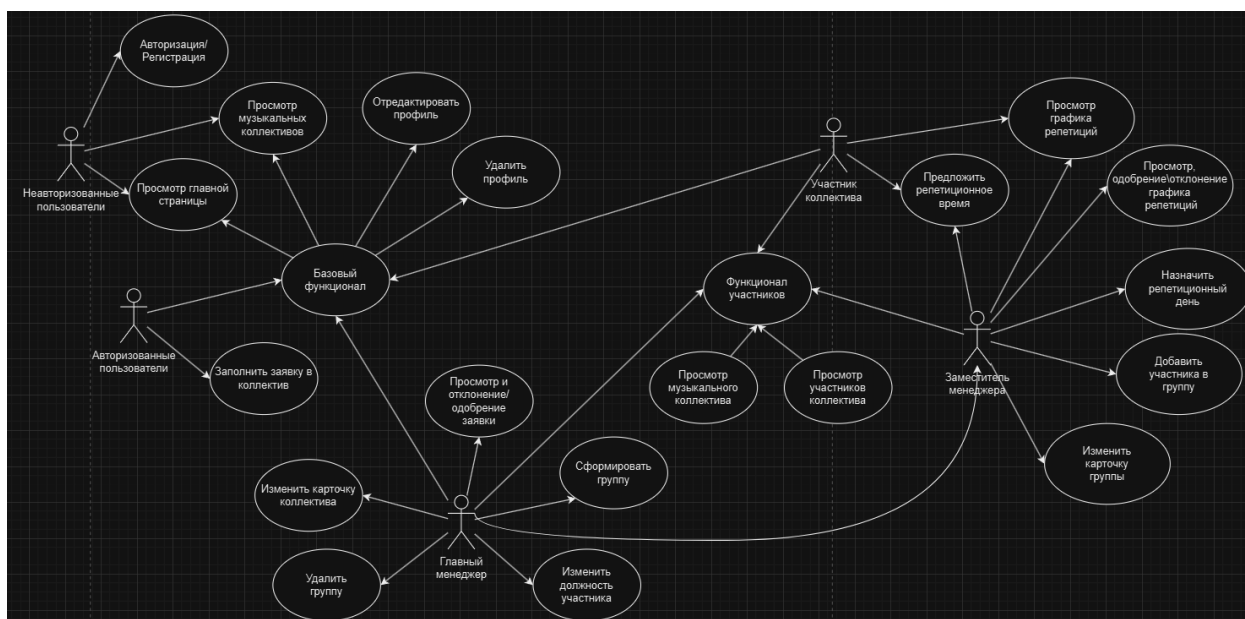 Авторизация/
Регистрация
Просмотр
музыкальных
коллективов
Отредактировать
профиль
Удалить
профиль
Неавторизованные
пользователи
Просмотр главной
страницы
Базовый
функционал
Авторизованные
пользователи
Заполнить заявку в
коллектив
Участник
коллектива
Просмотр
графика
репетиций
Предложить
репетиционное
время
Просмотр,
одобрение\отклонение
графика
репетиций
Функционал
участников
Назначить
репетиционный
день
Просмотр
музыкального
коллектива
Просмотр
участников
коллектива
Заместитель
менеджера
Добавить
участника в
группу
Изменить
карточку
группы
Просмотр и
отклонение/
одобрение
заявки
Сформировать
группу
Изменить карточку
коллектива
Главный
менеджер
Удалить
группу
Изменить
должность
участника